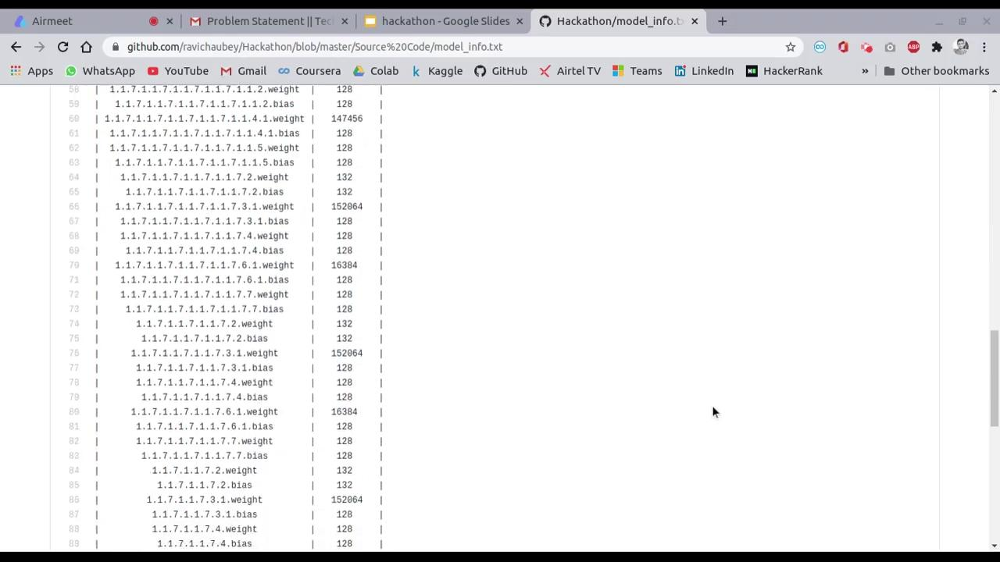 Airmeet
Problem Statement || Tec
hackathon - Google Slides
Hackathon/model_info.tx
github.com/ravichaubey/Hackathon/blob/master/Source%20Code/model_info.txt
Apps WhatsApp YouTube Gmail Coursera Colab Kaggle GitHub Airtel TV Teams LinkedIn HackerRank » Other bookmarks
58 | 1.1.7.1.1.7.1.1.7.1.1.7.1.1.2.weight | 128 |
59 | 1.1.7.1.1.7.1.1.7.1.1.7.1.1.2.bias | 128 |
60 | 1.1.7.1.1.7.1.1.7.1.1.7.1.1.4.1.weight | 147456 |
61 | 1.1.7.1.1.7.1.1.7.1.1.7.1.1.4.1.bias | 128 |
62 | 1.1.7.1.1.7.1.1.7.1.1.7.1.1.5.weight | 128 |
63 | 1.1.7.1.1.7.1.1.7.1.1.7.1.1.5.bias | 128 |
64 | 1.1.7.1.1.7.1.1.7.1.1.7.2.weight | 132 |
65 | 1.1.7.1.1.7.1.1.7.1.1.7.2.bias | 132 |
66 | 1.1.7.1.1.7.1.1.7.1.1.7.3.1.weight | 152064 |
67 | 1.1.7.1.1.7.1.1.7.1.1.7.3.1.bias | 128 |
68 | 1.1.7.1.1.7.1.1.7.1.1.7.4.weight | 128 |
69 | 1.1.7.1.1.7.1.1.7.1.1.7.4.bias | 128 |
70 | 1.1.7.1.1.7.1.1.7.1.1.7.6.1.weight | 16384 |
71 | 1.1.7.1.1.7.1.1.7.1.1.7.6.1.bias | 128 |
72 | 1.1.7.1.1.7.1.1.7.1.1.7.7.weight | 128 |
73 | 1.1.7.1.1.7.1.1.7.1.1.7.7.bias | 128 |
74 | 1.1.7.1.1.7.1.1.7.2.weight | 132 |
75 | 1.1.7.1.1.7.1.1.7.2.bias | 132 |
76 | 1.1.7.1.1.7.1.1.7.3.1.weight | 152064 |
77 | 1.1.7.1.1.7.1.1.7.3.1.bias | 128 |
78 | 1.1.7.1.1.7.1.1.7.4.weight | 128 |
79 | 1.1.7.1.1.7.1.1.7.4.bias | 128 |
80 | 1.1.7.1.1.7.1.1.7.6.1.weight | 16384 |
81 | 1.1.7.1.1.7.1.1.7.6.1.bias | 128 |
82 | 1.1.7.1.1.7.1.1.7.7.weight | 128 |
83 | 1.1.7.1.1.7.1.1.7.7.bias | 128 |
84 | 1.1.7.1.1.7.2.weight | 132 |
85 | 1.1.7.1.1.7.2.bias | 132 |
86 | 1.1.7.1.1.7.3.1.weight | 152064 |
87 | 1.1.7.1.1.7.3.1.bias | 128 |
88 | 1.1.7.1.1.7.4.weight | 128 |
89 | 1.1.7.1.1.7.4.bias | 128 |